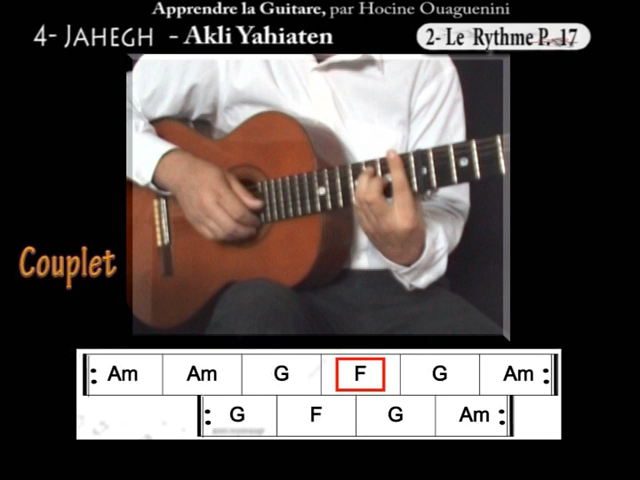 Apprendre la Guitare, par Hocine Ouaguenini
4- JAHEGH - Akli Yahiaten
2- Le Rythme P. 17
Couplet
Am Am G F G Am
G F G Am